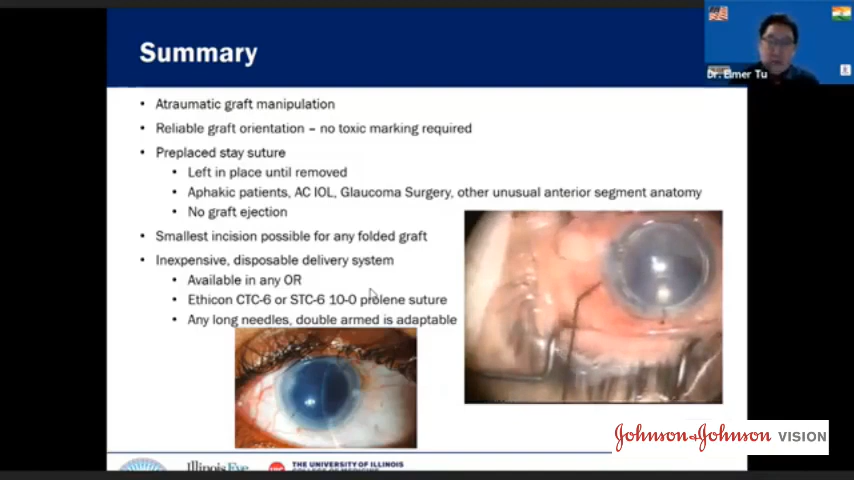 Summary
Dr. Elmer Tu
• Atraumatic graft manipulation
• Reliable graft orientation – no toxic marking required
• Preplaced stay suture
• Left in place until removed
• Aphakic patients, AC IOL, Glaucoma Surgery, other unusual anterior segment anatomy
• No graft ejection
• Smallest incision possible for any folded graft
• Inexpensive, disposable delivery system
• Available in any OR
• Ethicon CTC-6 or STC-6 10-0 prolene suture
• Any long needles, double armed is adaptable
Johnson+Johnson VISION
Illinois Eye
THE UNIVERSITY OF ILLINOIS